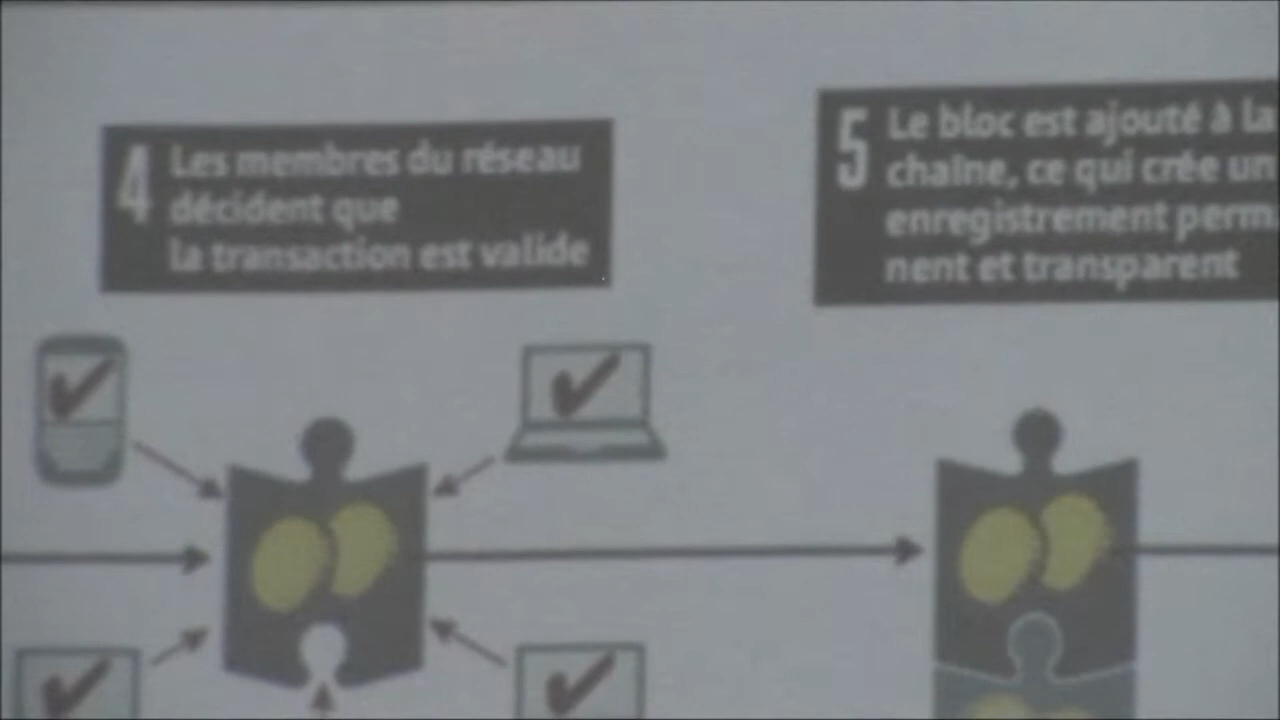 4
Les membres du réseau
décident que
la transaction est valide
5
Le bloc est ajouté à la
chaîne, ce qui crée un
enregistrement perm
nent et transparent